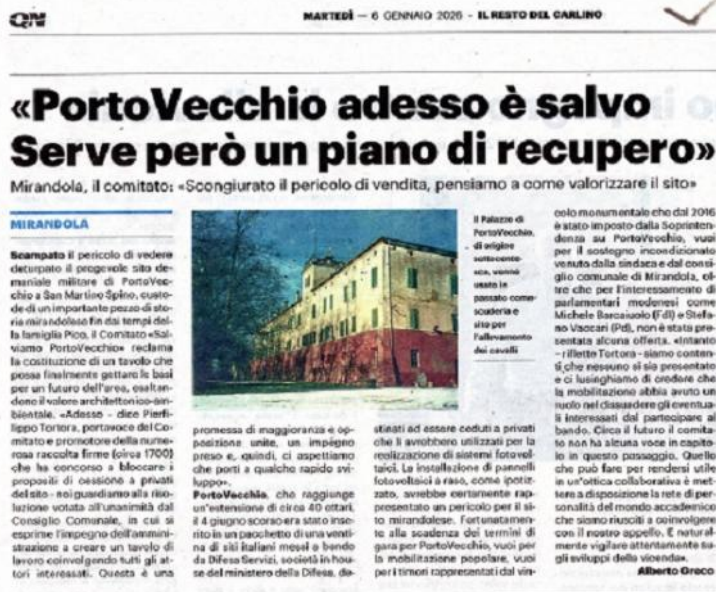 QN
MARTEDÌ — 6 GENNAIO 2026 – IL RESTO DEL CARLINO
«PortoVecchio adesso è salvo
Serve però un piano di recupero»
Mirandola, il comitato: «Scongiurato il pericolo di vendita, pensiamo a come valorizzare il sito»
MIRANDOLA
Scampato il pericolo di vedere
deturpato il pregevole sito de-
maniale militare di PortoVec-
chio a San Martino Spino, custo-
de di un importante pezzo di sto-
ria mirandolese fin dai tempi del-
la famiglia Pico, il Comitato «Sal-
viamo PortoVecchio» reclama
la costituzione di un tavolo che
possa finalmente gettare le basi
per un futuro dell'area, esaltan-
done il valore architettonico-am-
bientale. «Adesso - dice Pierfi-
lippo Tortora, portavoce del Co-
mitato e promotore della nume-
rosa raccolta firme (circa 1700)
che ha concorso a bloccare i
propositi di cessione a privati
del sito - noi guardiamo alla riso-
luzione votata all'unanimità dal
Consiglio Comunale, in cui si
esprime l'impegno dell'ammini-
strazione a creare un tavolo di
lavoro coinvolgendo tutti gli at-
tori interessati. Questa è una
promessa di maggioranza e op-
posizione unite, un impegno
preso e, quindi, ci aspettiamo
che porti a qualche rapido svi-
luppo».
PortoVecchio, che raggiunge
un'estensione di circa 40 ettari,
il 4 giugno scorso era stato inse-
rito in un pacchetto di una venti-
na di siti italiani messi a bando
da Difesa Servizi, società in hou-
se del ministero della Difesa, de-
stinati ad essere ceduti a privati
che li avrebbero utilizzati per la
realizzazione di sistemi fotovol-
taici. La installazione di pannelli
fotovoltaici a raso, come ipotiz-
zato, avrebbe certamente rap-
presentato un pericolo per il si-
to mirandolese. Fortunatamen-
te alla scadenza dei termini di
gara per PortoVecchio, vuoi per
la mobilitazione popolare, vuoi
per i timori rappresentati dal vin-
colo monumentale che dal 2016
è stato imposto dalla Soprinten-
denza su PortoVecchio, vuoi
per il sostegno incondizionato
venuto dalla sindaca e dal consi-
glio comunale di Mirandola, ol-
tre che per l'interessamento di
parlamentari modenesi come
Michele Barcaiuolo (FdI) e Stefa-
no Vaccari (Pd), non è stata pre-
sentata alcuna offerta. «Intanto
- riflette Tortora - siamo conten-
ti che nessuno si sia presentato
e ci lusinghiamo di credere che
la mobilitazione abbia avuto un
ruolo nel dissuadere gli eventua-
li interessati dal partecipare al
bando. Circa il futuro il comita-
to non ha alcuna voce in capito-
lo in questo passaggio. Quello
che può fare per rendersi utile
in un'ottica collaborativa è met-
tere a disposizione la rete di per-
sonalità del mondo accademico
che siamo riusciti a coinvolgere
con il nostro appello. E natural-
mente vigilare attentamente su-
gli sviluppi della vicenda».
Alberto Greco
Il Palazzo di
PortoVecchio,
di origine
settecente-
sca, venne
usato in
passato come
scuderia e
sito per
l'allevamento
dei cavalli